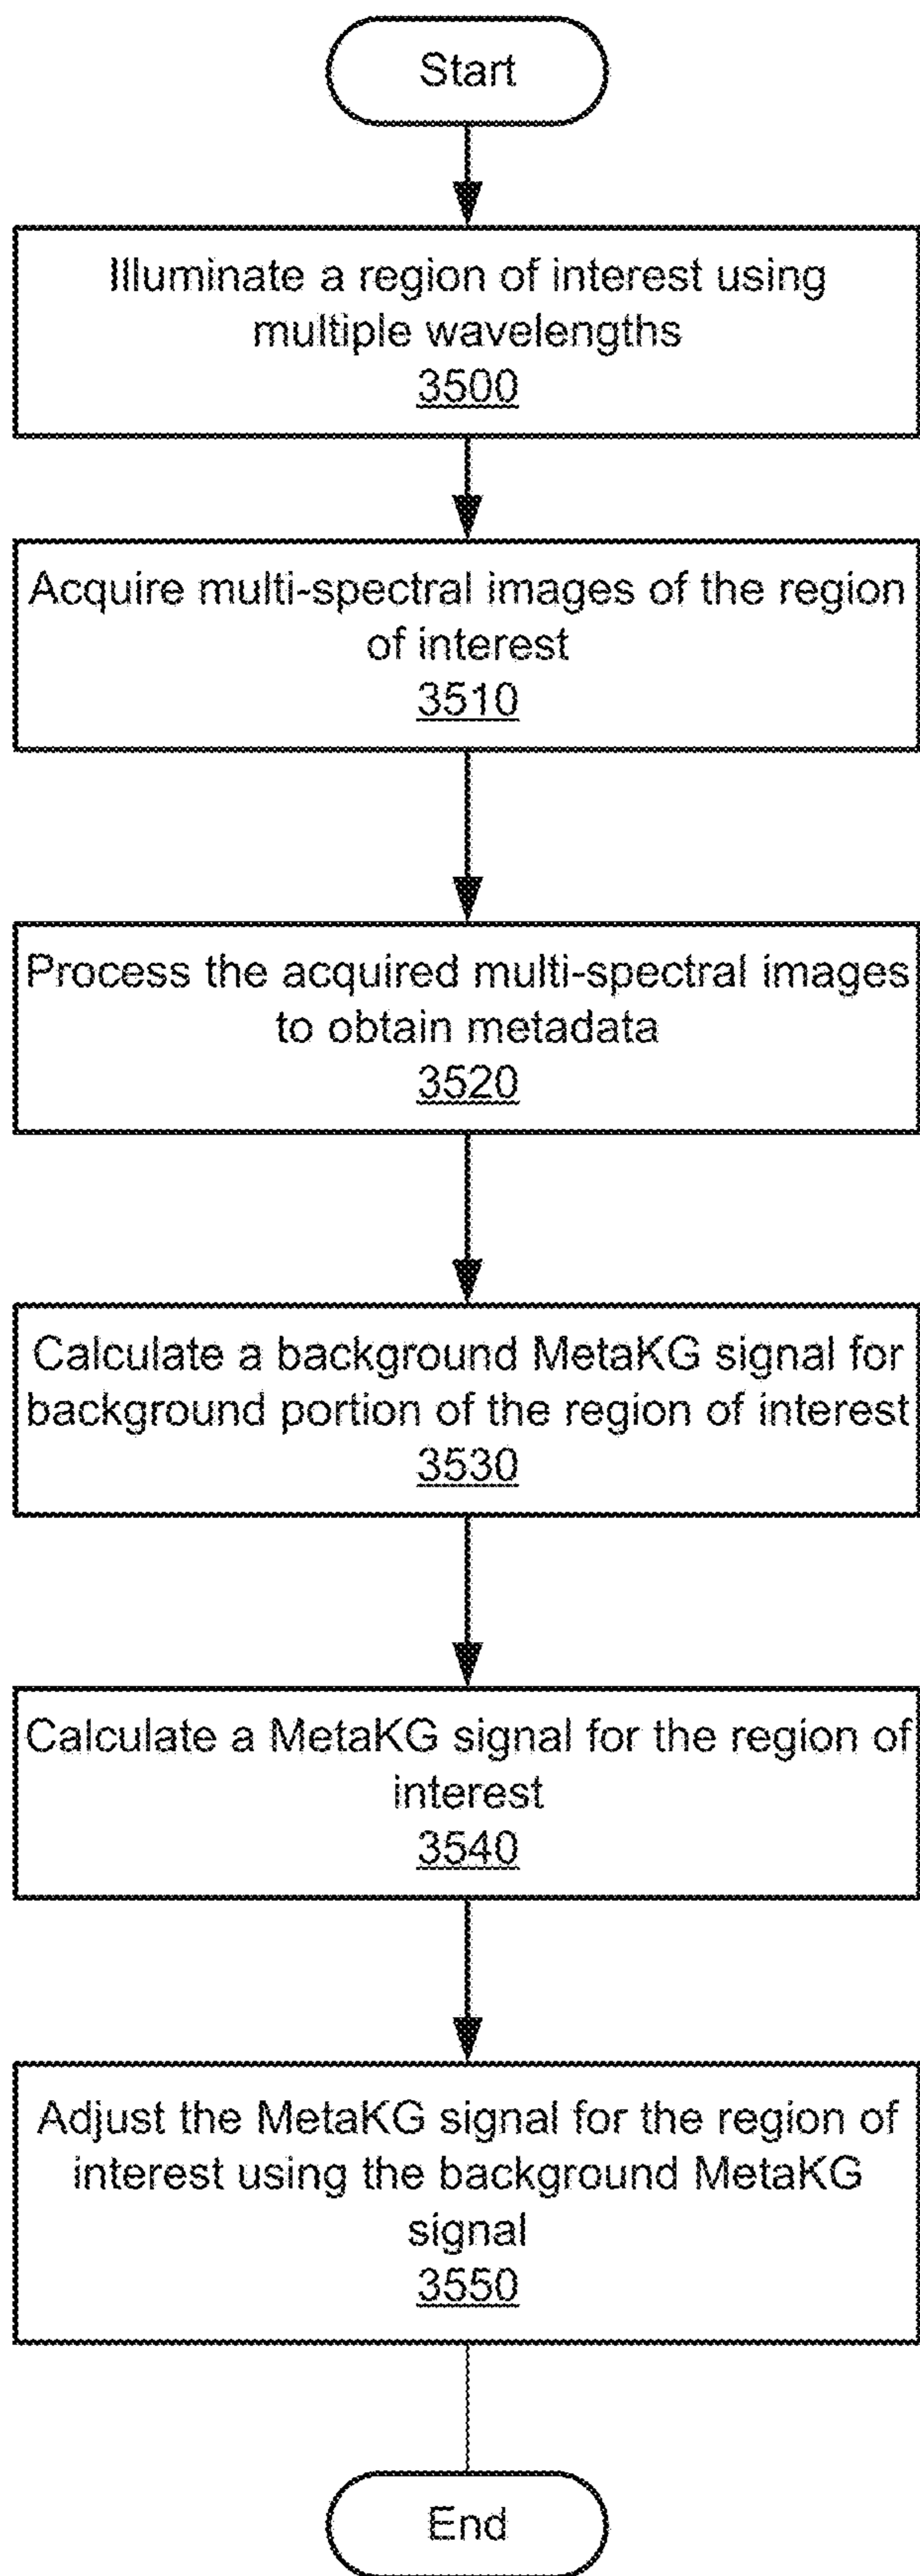 Start
Illuminate a region of interest using
multiple wavelengths
3500
Acquire multi-spectral images of the region
of interest
3510
Process the acquired multi-spectral images
to obtain metadata
3520
Calculate a background MetaKG signal for
background portion of the region of interest
3530
Calculate a MetaKG signal for the region of
interest
3540
Adjust the MetaKG signal for the region of
interest using the background MetaKG
signal
3550
End